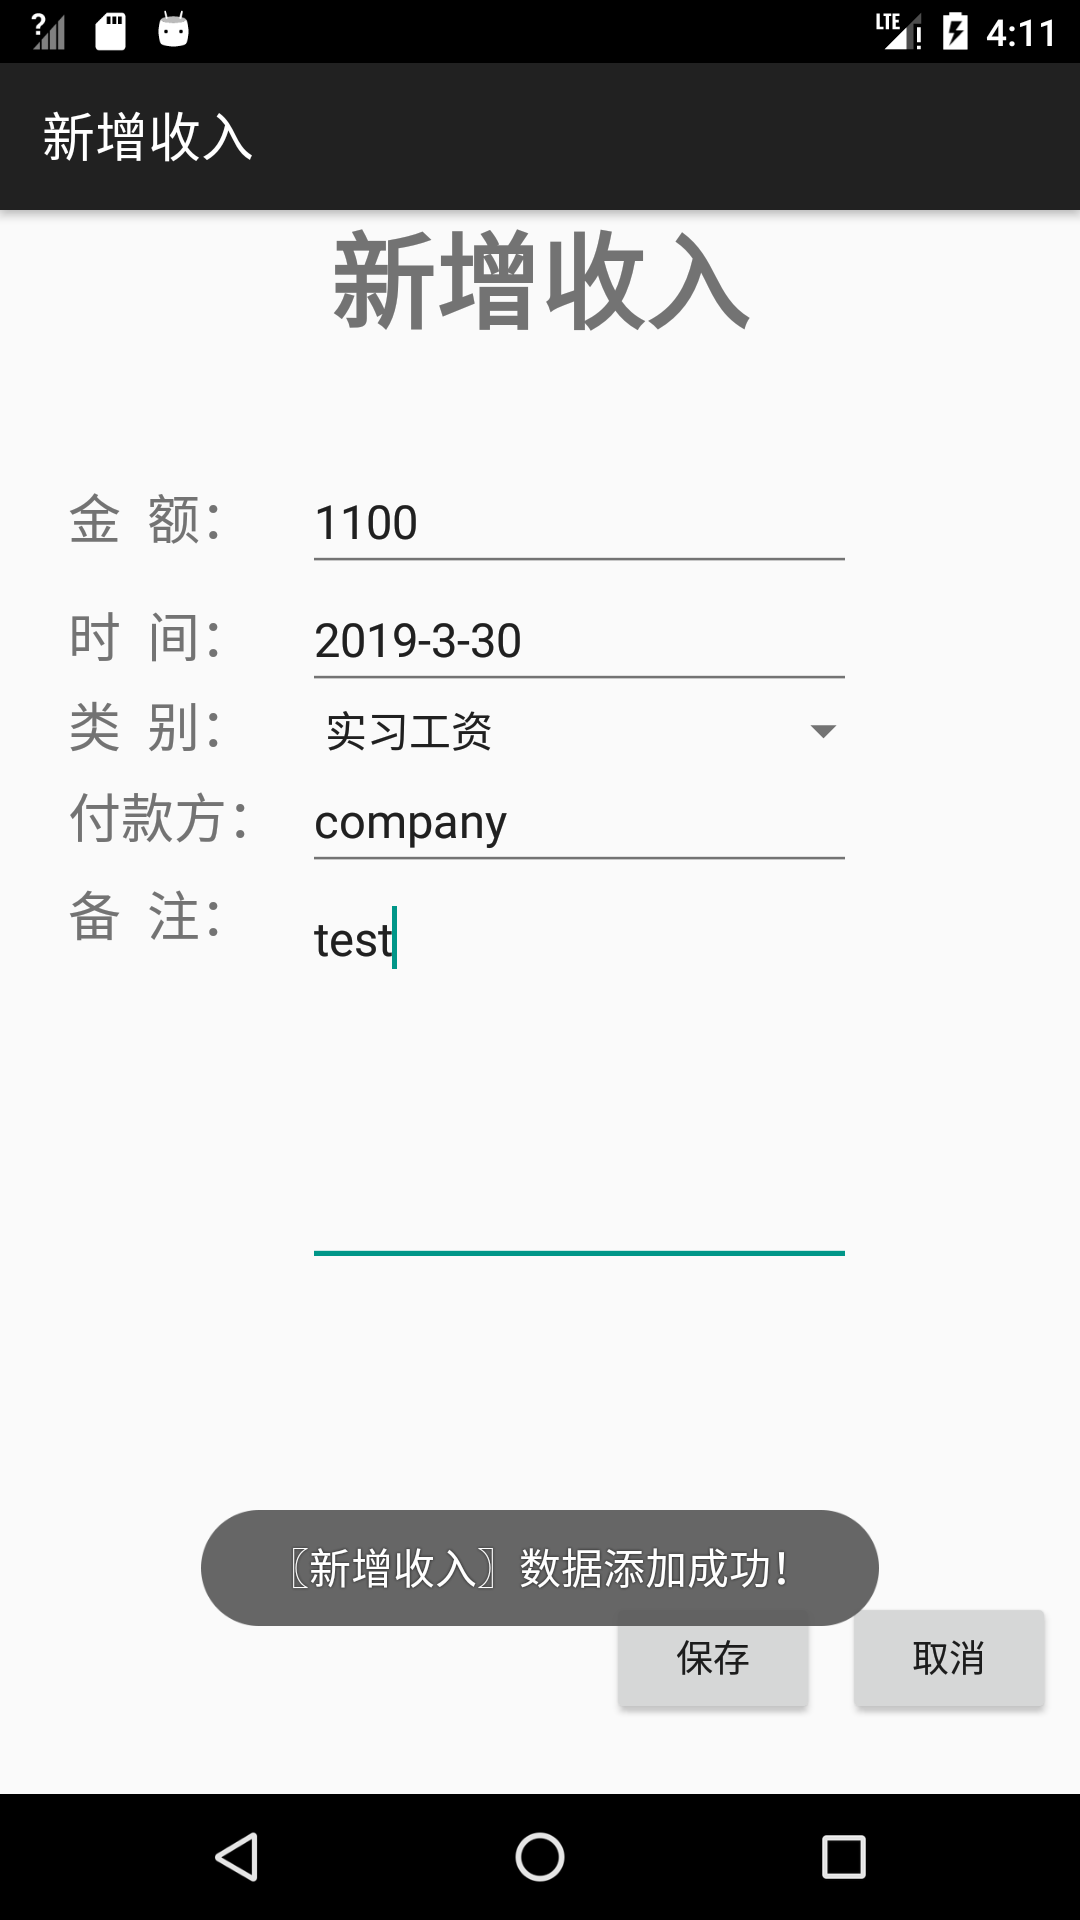 LTE 4:11
新增收入
新增收入
金 额： 1100
时 间： 2019-3-30
类 别： 实习工资
付款方： company
备 注： test
〖新增收入〗数据添加成功！
保存 取消